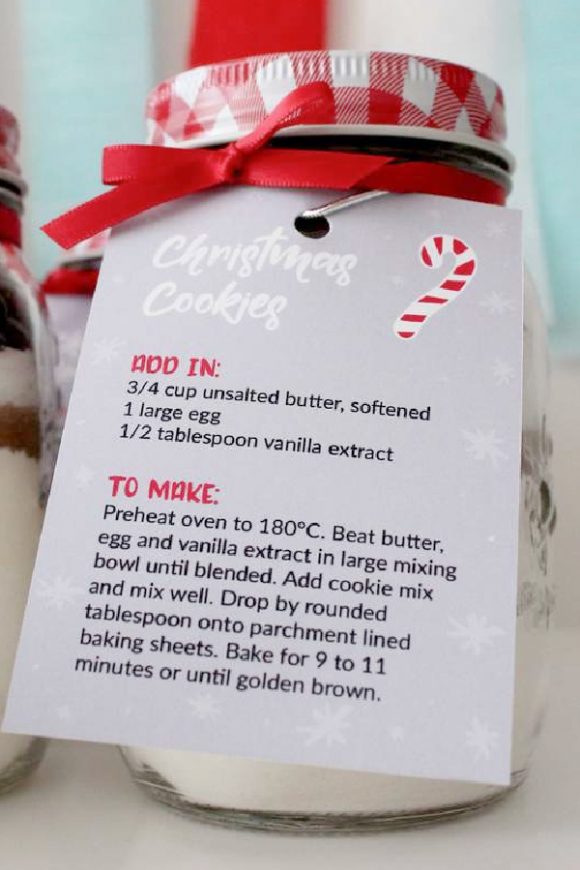 Christmas
Cookies
ADD IN:
3/4 cup unsalted butter, softened
1 large egg
1/2 tablespoon vanilla extract
TO MAKE:
Preheat oven to 180°C. Beat butter,
egg and vanilla extract in large mixing
bowl until blended. Add cookie mix
and mix well. Drop by rounded
tablespoon onto parchment lined
baking sheets. Bake for 9 to 11
minutes or until golden brown.